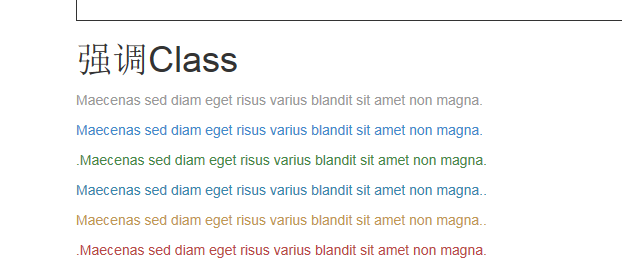 强调Class
Maecenas sed diam eget risus varius blandit sit amet non magna.
Maecenas sed diam eget risus varius blandit sit amet non magna.
.Maecenas sed diam eget risus varius blandit sit amet non magna.
Maecenas sed diam eget risus varius blandit sit amet non magna..
Maecenas sed diam eget risus varius blandit sit amet non magna..
.Maecenas sed diam eget risus varius blandit sit amet non magna.